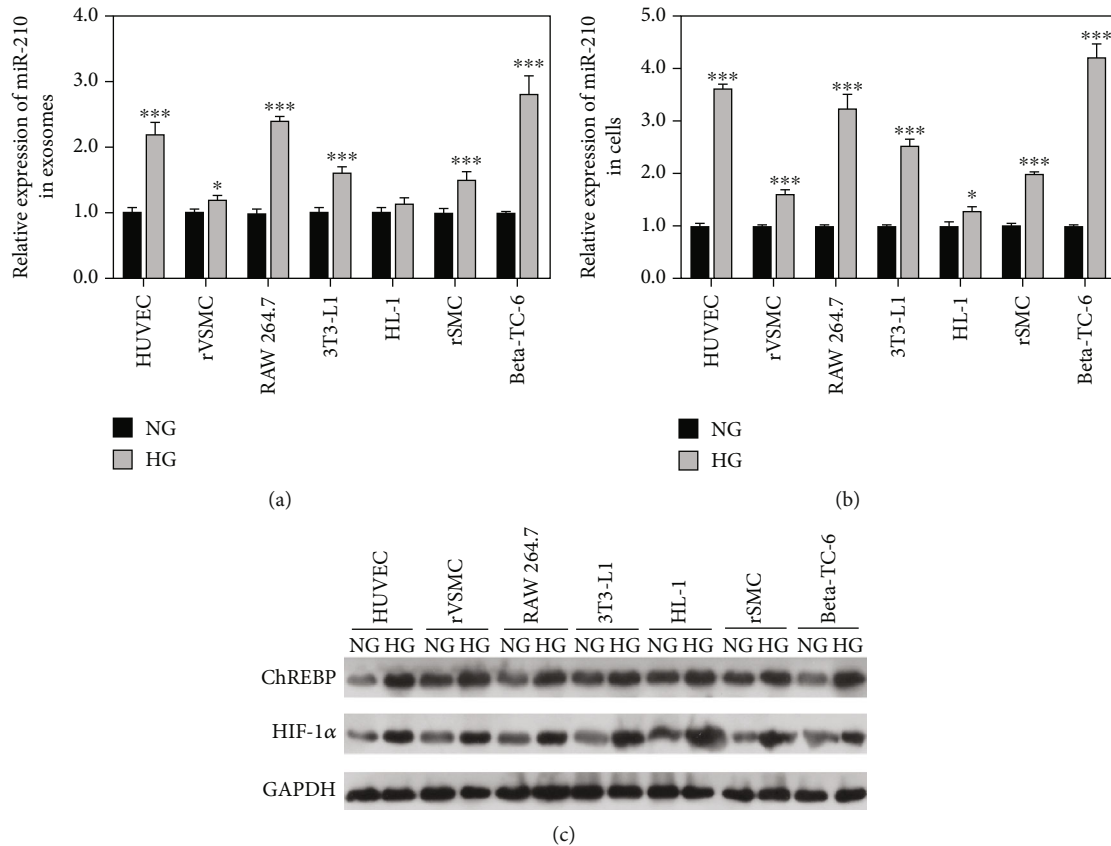 Relative expression of miR-210
in exosomes
4.0
3.0
2.0
1.0
0.0
***
*
***
***
***
***
HUVEC
rVSMC
RAW 264.7
3T3-L1
HL-1
rSMC
Beta-TC-6
NG
HG
(a)
Relative expression of miR-210
in cells
5.0
4.0
3.0
2.0
1.0
0.0
***
***
***
***
*
***
***
HUVEC
rVSMC
RAW 264.7
3T3-L1
HL-1
rSMC
Beta-TC-6
NG
HG
(b)
HUVEC
rVSMC
RAW 264.7
3T3-L1
HL-1
rSMC
Beta-TC-6
NG HG NG HG NG HG NG HG NG HG NG HG NG HG
ChREBP
HIF-1α
GAPDH
(c)